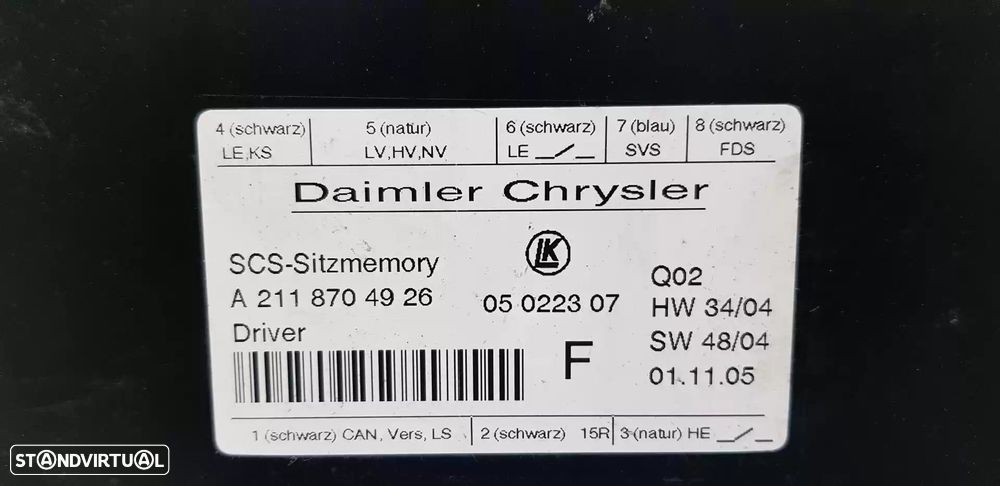 4 (schwarz) 5 (natur) 6 (schwarz) 7 (blau) 8 (schwarz)
LE,KS LV,HV,NV LE _/_ SVS FDS
Daimler Chrysler
LK
SCS-Sitzmemory
Q02
A 211 870 49 26 05 0223 07 HW 34/04
Driver SW 48/04
F
01.11.05
1 (schwarz) CAN, Vers, LS 2 (schwarz) 15R 3 (natur) HE _/_
STANDVIRTUAL